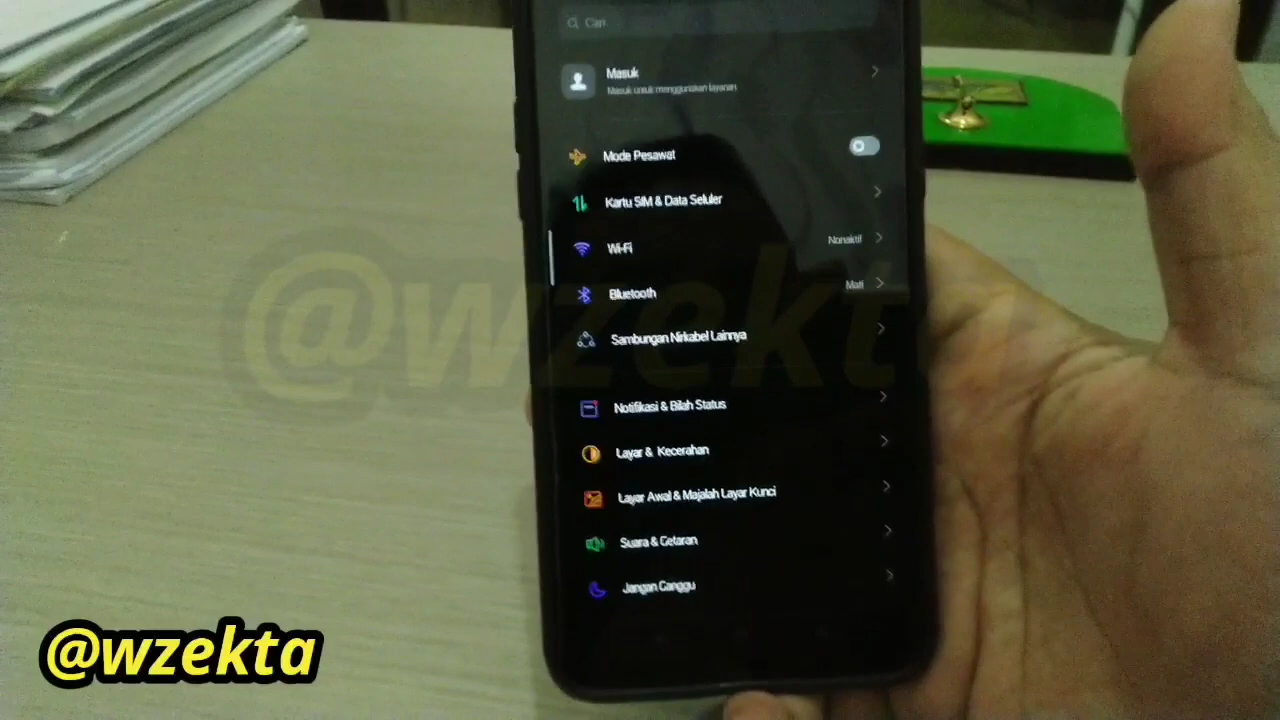 Cari
Masuk
Masuk untuk menggunakan layanan
Mode Pesawat
Kartu SIM & Data Seluler
Wi-Fi
Nonaktif
Bluetooth
Mati
Sambungan Nirkabel Lainnya
Notifikasi & Bilah Status
Layar & Kecerahan
Layar Awal & Majalah Layar Kunci
Suara & Getaran
Jangan Ganggu
@wzekta
@wzekta